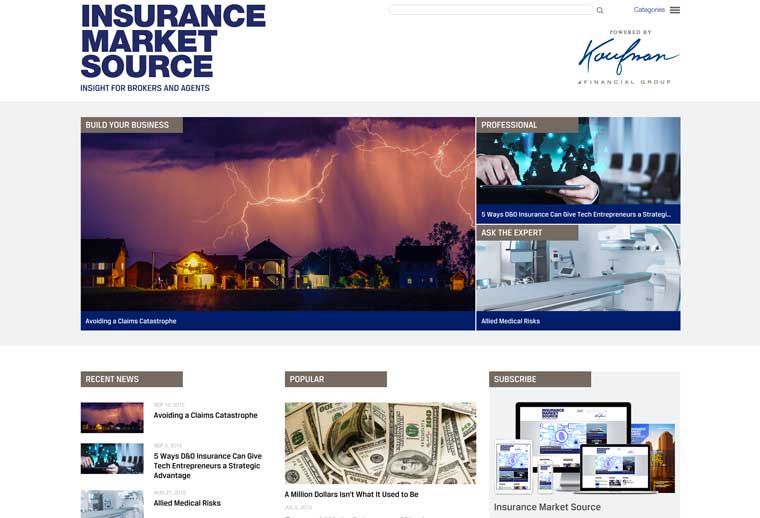 INSURANCE
MARKET
SOURCE
INSIGHT FOR BROKERS AND AGENTS
Categories
POWERED BY
Kaufman
FINANCIAL GROUP
BUILD YOUR BUSINESS
Avoiding a Claims Catastrophe
PROFESSIONAL
5 Ways D&O Insurance Can Give Tech Entrepreneurs a Strategi...
ASK THE EXPERT
Allied Medical Risks
RECENT NEWS
SEP 10, 2015
Avoiding a Claims Catastrophe
SEP 3, 2015
5 Ways D&O Insurance Can Give
Tech Entrepreneurs a Strategic
Advantage
AUG 27, 2015
Allied Medical Risks
POPULAR
A Million Dollars Isn't What It Used to Be
SUBSCRIBE
INSURANCE
MARKET
SOURCE
Insurance Market Source